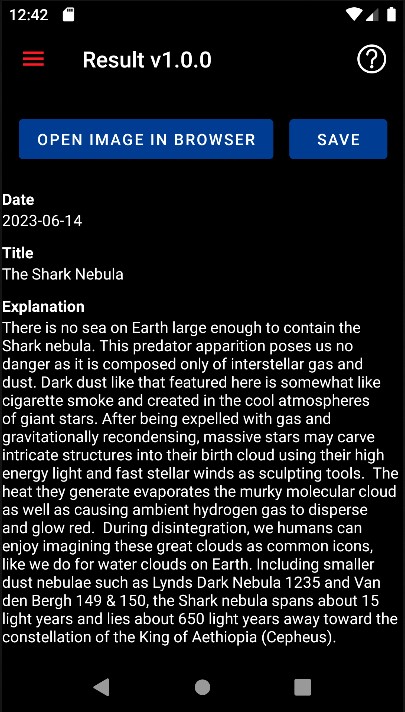 12:42
Result v1.0.0
OPEN IMAGE IN BROWSER
SAVE
Date
2023-06-14
Title
The Shark Nebula
Explanation
There is no sea on Earth large enough to contain the
Shark nebula. This predator apparition poses us no
danger as it is composed only of interstellar gas and
dust. Dark dust like that featured here is somewhat like
cigarette smoke and created in the cool atmospheres
of giant stars. After being expelled with gas and
gravitationally recondensing, massive stars may carve
intricate structures into their birth cloud using their high
energy light and fast stellar winds as sculpting tools.  The
heat they generate evaporates the murky molecular cloud
as well as causing ambient hydrogen gas to disperse
and glow red.  During disintegration, we humans can
enjoy imagining these great clouds as common icons,
like we do for water clouds on Earth. Including smaller
dust nebulae such as Lynds Dark Nebula 1235 and Van
den Bergh 149 & 150, the Shark nebula spans about 15
light years and lies about 650 light years away toward the
constellation of the King of Aethiopia (Cepheus).